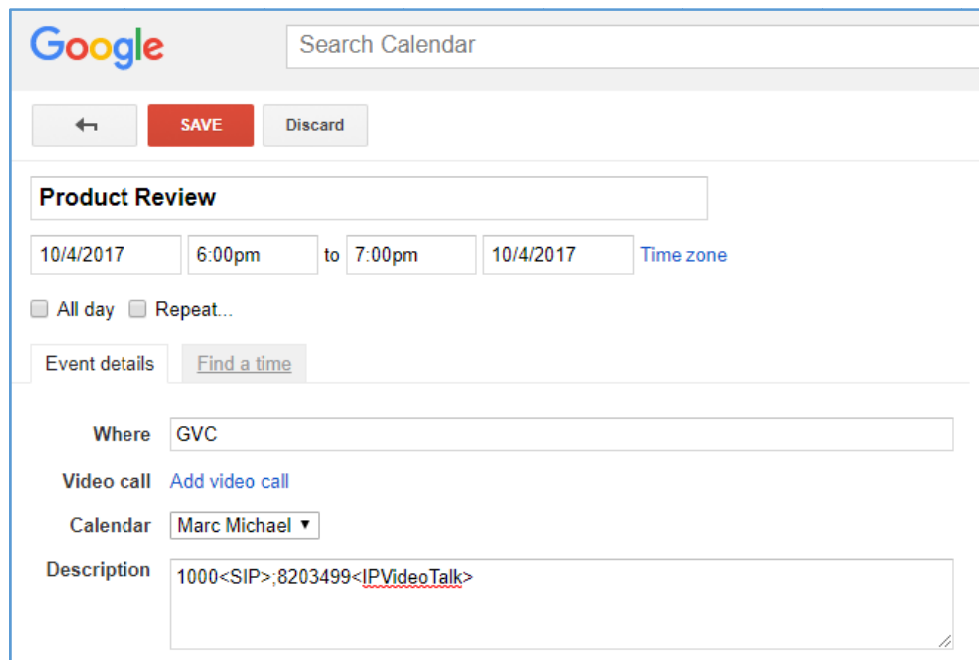 Google Search Calendar
SAVE Discard
Product Review
10/4/2017 6:00pm to 7:00pm 10/4/2017 Time zone
All day Repeat...
Event details Find a time
Where GVC
Video call Add video call
Calendar Marc Michael
Description 1000<SIP>;8203499<IPVideoTalk>